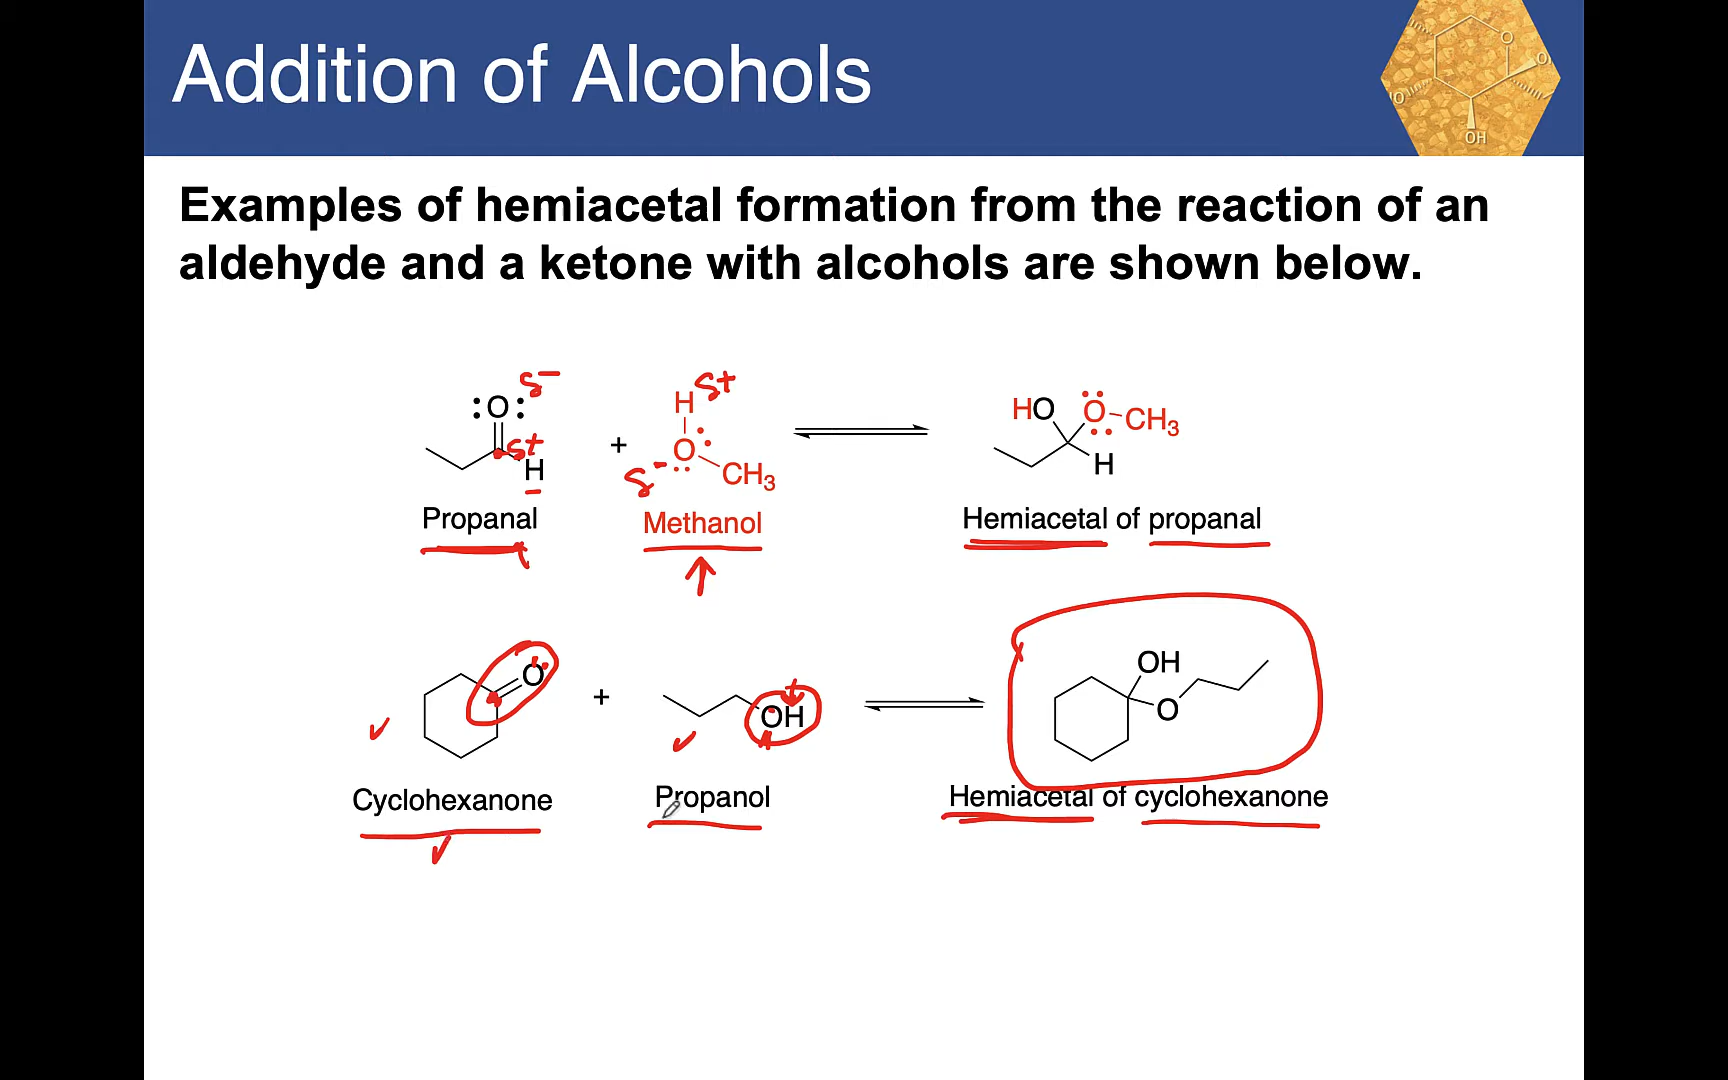 Addition of Alcohols
O
O
O
OH
Examples of hemiacetal formation from the reaction of an
aldehyde and a ketone with alcohols are shown below.
:O: δ−
δ+
H
Propanal
+
H δ+
δ− O
CH3
Methanol
HO O-CH3
H
Hemiacetal of propanal
O
Cyclohexanone
+
+
OH
Propanol
OH
O
Hemiacetal of cyclohexanone